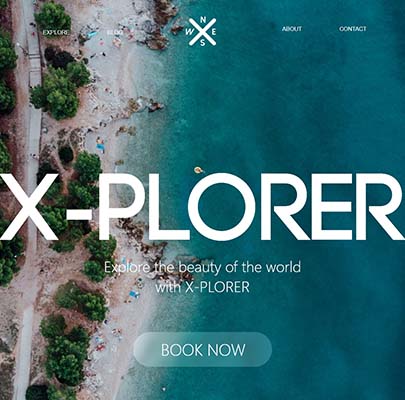 EXPLORE
BLOG
N
W E
S
ABOUT
CONTACT
X-PLORER
Explore the beauty of the world
with X-PLORER
BOOK NOW